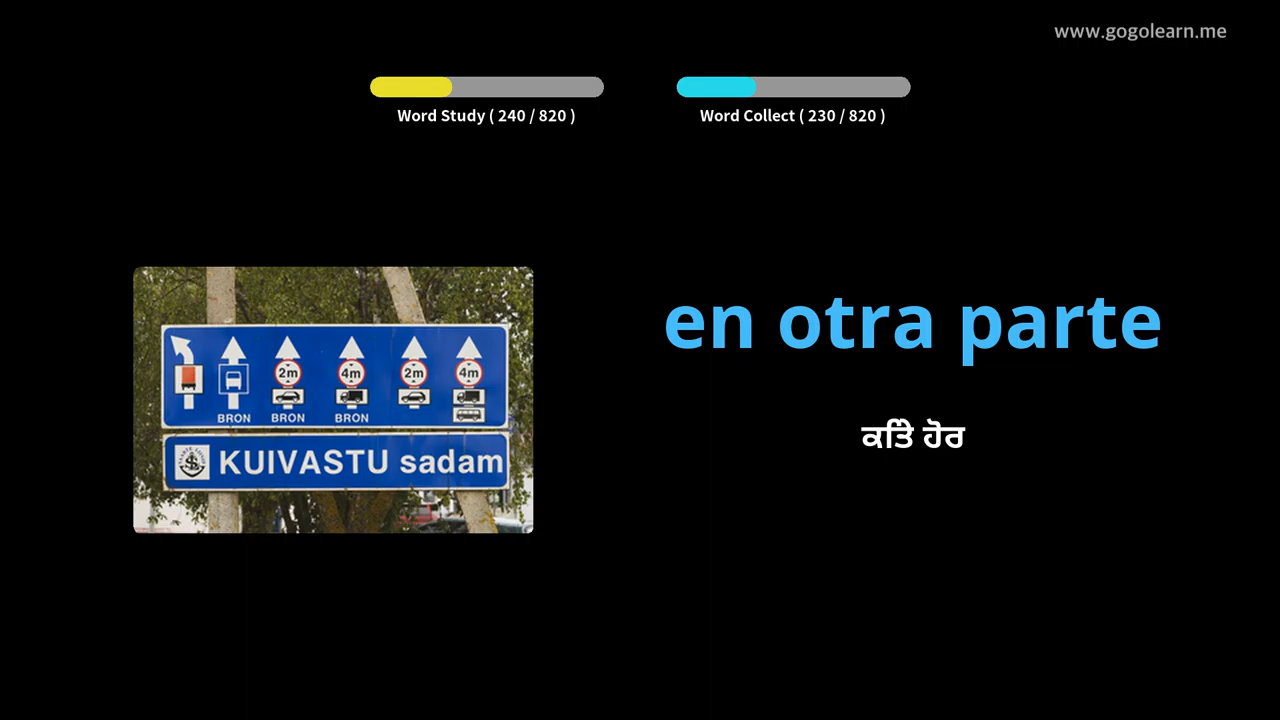 www.gogolearn.me
Word Study ( 240 / 820 )
Word Collect ( 230 / 820 )
2m 4m 2m 4m
BRON BRON BRON
KUIVASTU sadam
en otra parte
ਕਿਤੇ ਹੋਰ